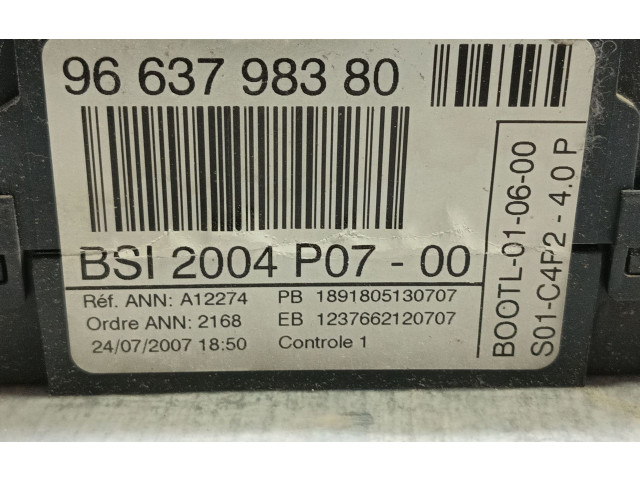 96 637 983 80
BSI 2004 P07 - 00
Réf. ANN: A12274 PB 1891805130707
Ordre ANN: 2168 EB 1237662120707
24/07/2007 18:50 Controle 1
BOOTL-01-06-00
S01-C4P2 - 4.0 P